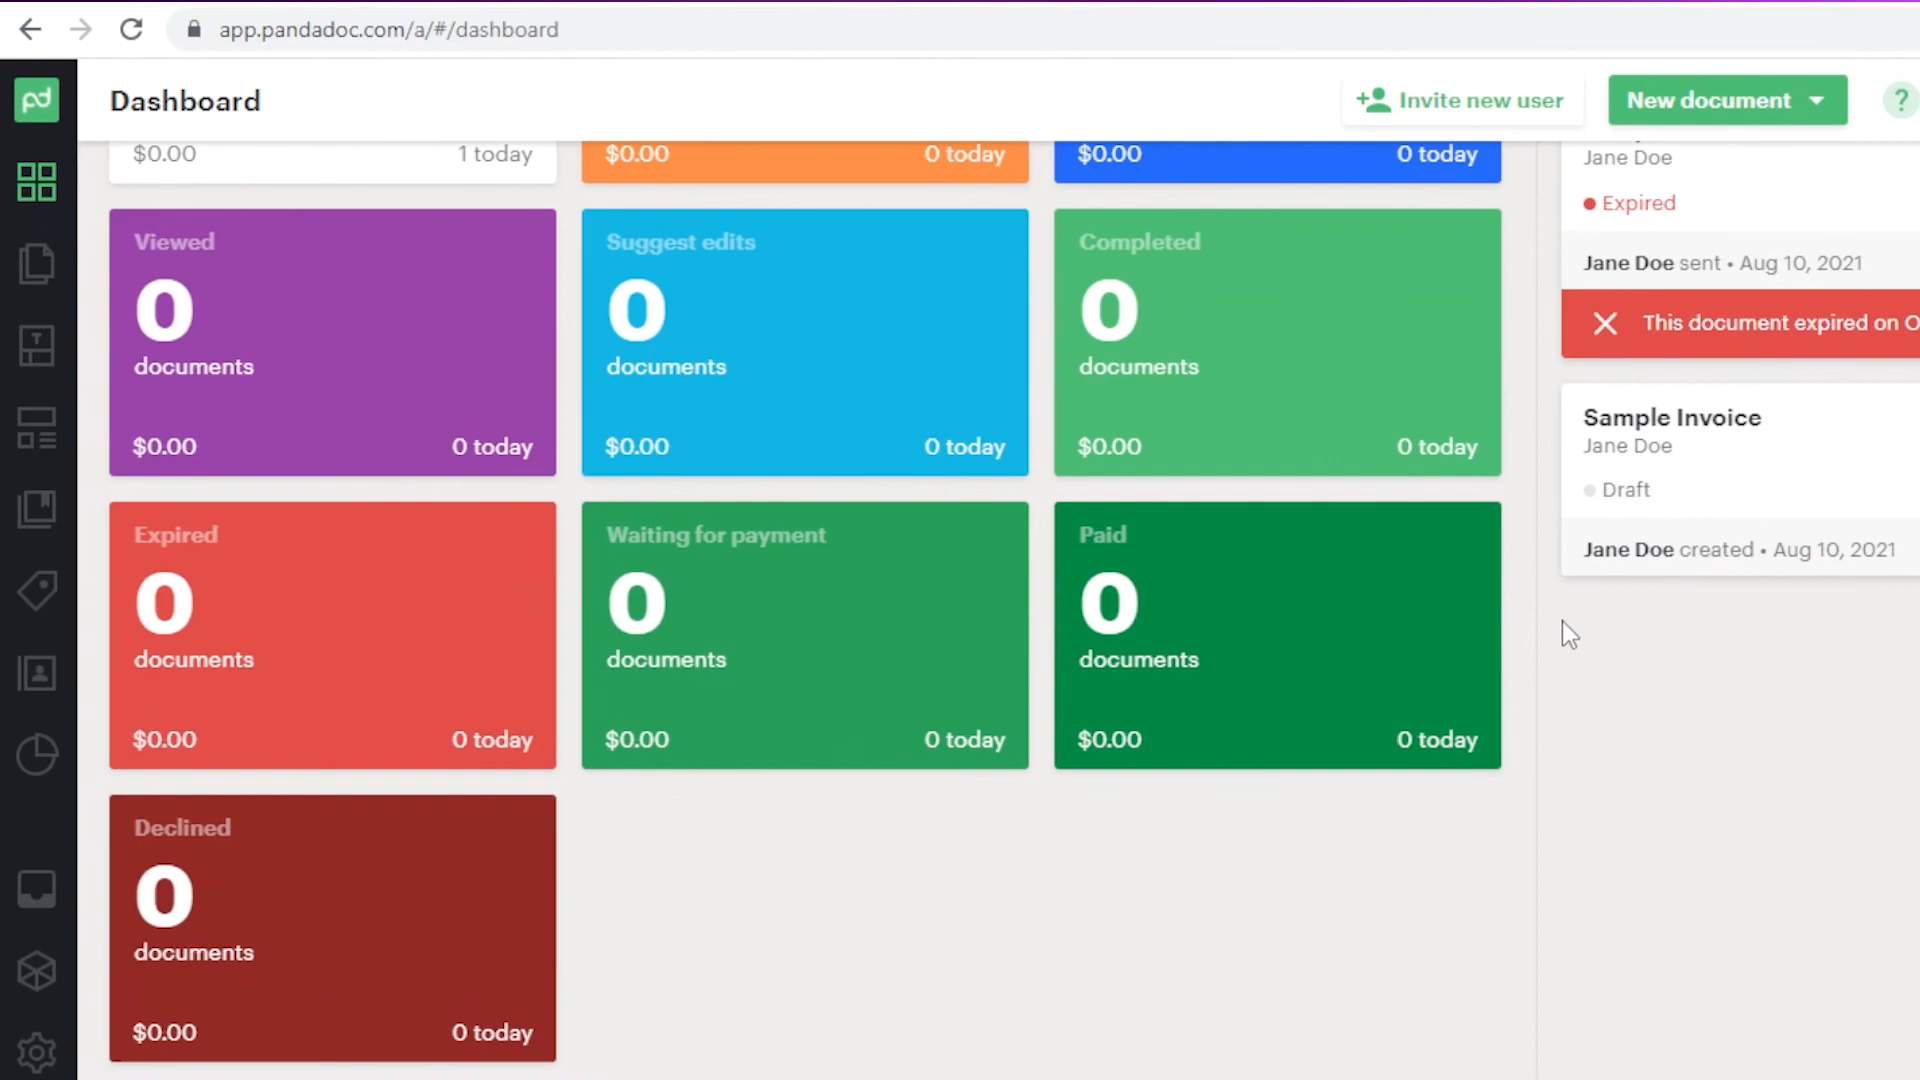 app.pandadoc.com/a/#/dashboard
pd
Dashboard
Invite new user
New document
?
$0.00
1 today
$0.00
0 today
$0.00
0 today
Viewed
0
documents
$0.00
0 today
Suggest edits
0
documents
$0.00
0 today
Completed
0
documents
$0.00
0 today
Expired
0
documents
$0.00
0 today
Waiting for payment
0
documents
$0.00
0 today
Paid
0
documents
$0.00
0 today
Declined
0
documents
$0.00
0 today
Jane Doe
Expired
Jane Doe sent • Aug 10, 2021
This document expired on O
Sample Invoice
Jane Doe
Draft
Jane Doe created • Aug 10, 2021